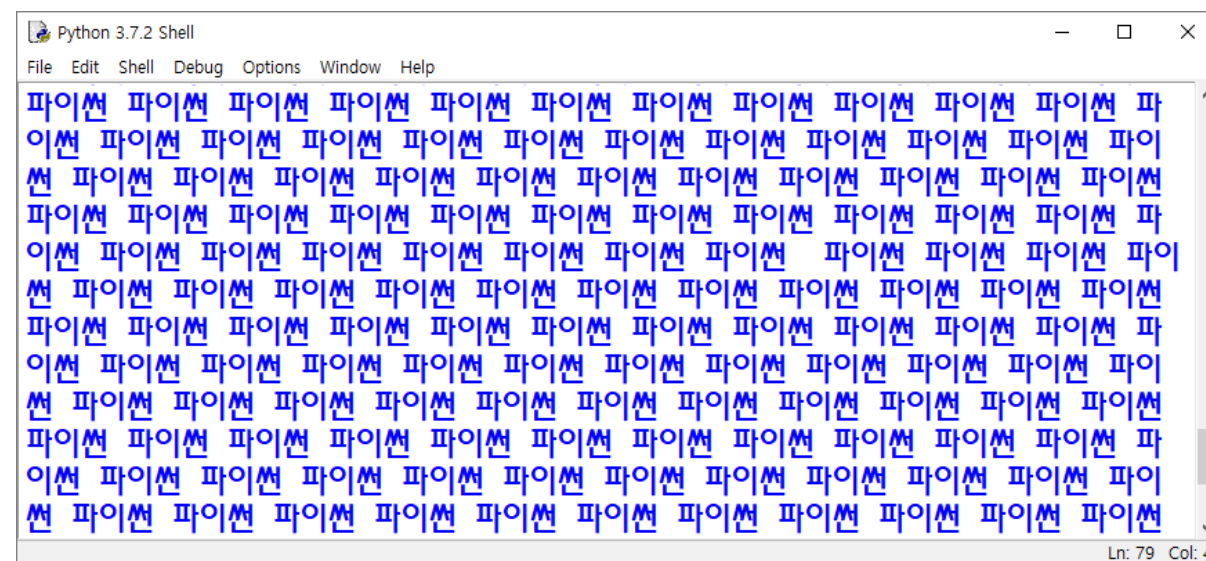 Python 3.7.2 Shell
File Edit Shell Debug Options Window Help
파이썬 파이썬 파이썬 파이썬 파이썬 파이썬 파이썬 파이썬 파이썬 파이썬 파이썬 파
이썬 파이썬 파이썬 파이썬 파이썬 파이썬 파이썬 파이썬 파이썬 파이썬 파이썬 파이
썬 파이썬 파이썬 파이썬 파이썬 파이썬 파이썬 파이썬 파이썬 파이썬 파이썬 파이썬
파이썬 파이썬 파이썬 파이썬 파이썬 파이썬 파이썬 파이썬 파이썬 파이썬 파이썬 파
이썬 파이썬 파이썬 파이썬 파이썬 파이썬 파이썬 파이썬 파이썬 파이썬 파이썬 파이
썬 파이썬 파이썬 파이썬 파이썬 파이썬 파이썬 파이썬 파이썬 파이썬 파이썬 파이썬
파이썬 파이썬 파이썬 파이썬 파이썬 파이썬 파이썬 파이썬 파이썬 파이썬 파이썬 파
이썬 파이썬 파이썬 파이썬 파이썬 파이썬 파이썬 파이썬 파이썬 파이썬 파이썬 파이
썬 파이썬 파이썬 파이썬 파이썬 파이썬 파이썬 파이썬 파이썬 파이썬 파이썬 파이썬
파이썬 파이썬 파이썬 파이썬 파이썬 파이썬 파이썬 파이썬 파이썬 파이썬 파이썬 파
이썬 파이썬 파이썬 파이썬 파이썬 파이썬 파이썬 파이썬 파이썬 파이썬 파이썬 파이
썬 파이썬 파이썬 파이썬 파이썬 파이썬 파이썬 파이썬 파이썬 파이썬 파이썬 파이썬
Ln: 79 Col: